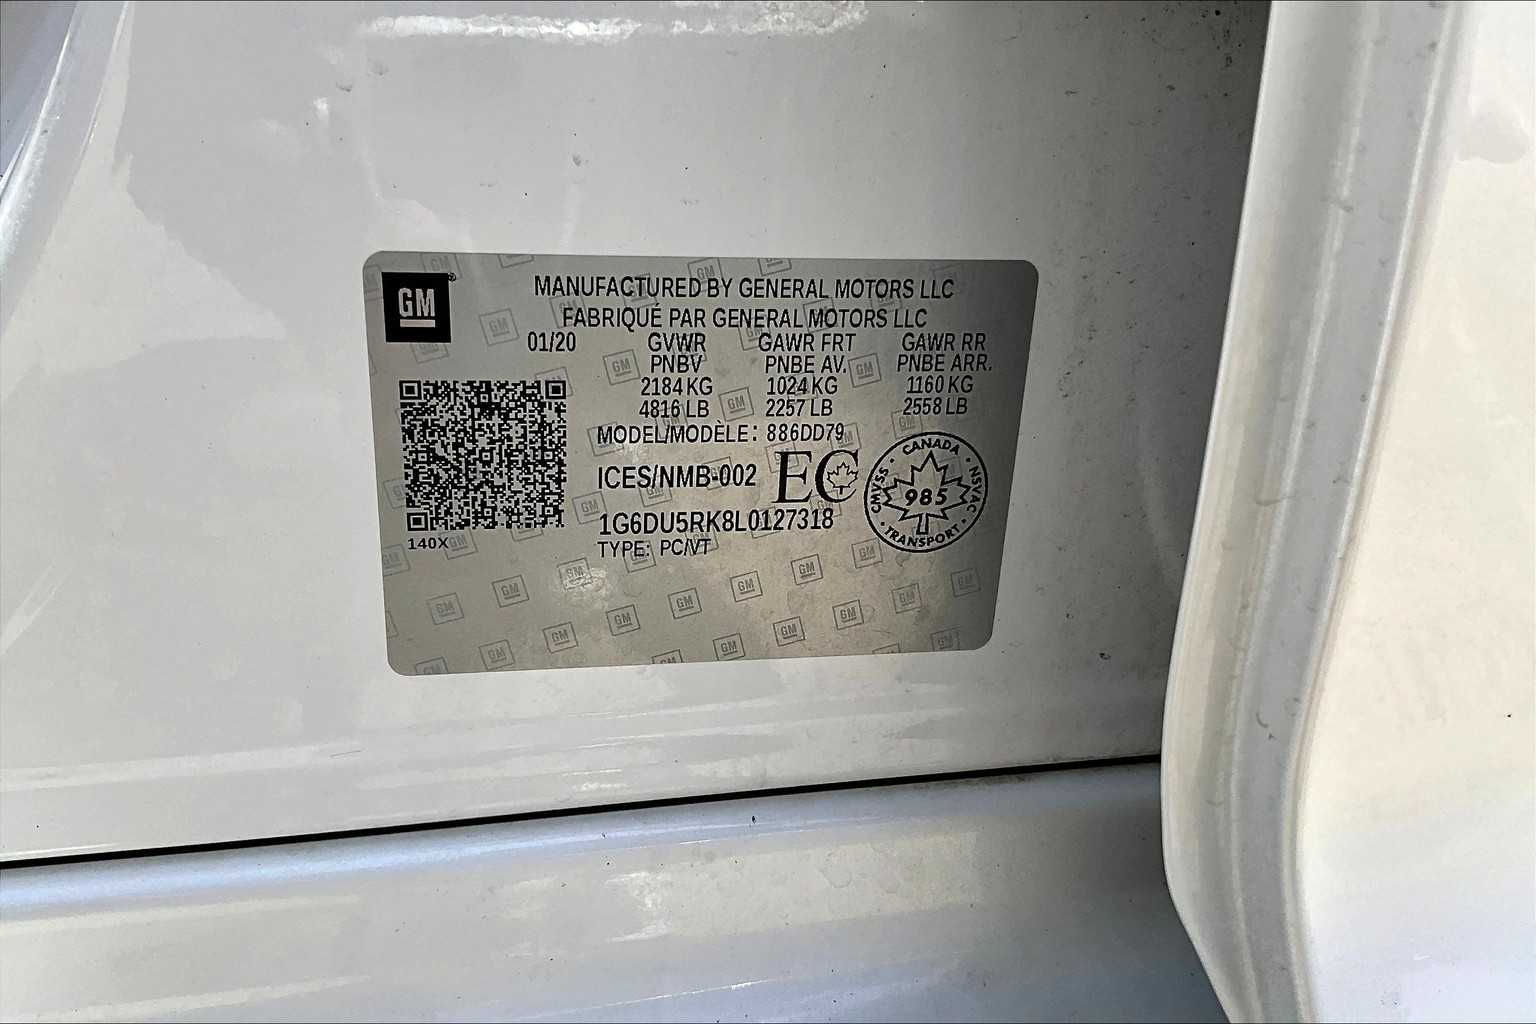 GM
MANUFACTURED BY GENERAL MOTORS LLC
FABRIQUÉ PAR GENERAL MOTORS LLC
01/20 GVWR GAWR FRT GAWR RR
PNBV PNBE AV. PNBE ARR.
2184 KG 1024 KG 1160 KG
4816 LB 2257 LB 2558 LB
MODEL/MODÈLE: 886DD79
ICES/NMB-002 EC
1G6DU5RK8L0127318
TYPE: PC/VT
140X
CANADA
CMVSS 985 NSVAC
TRANSPORT